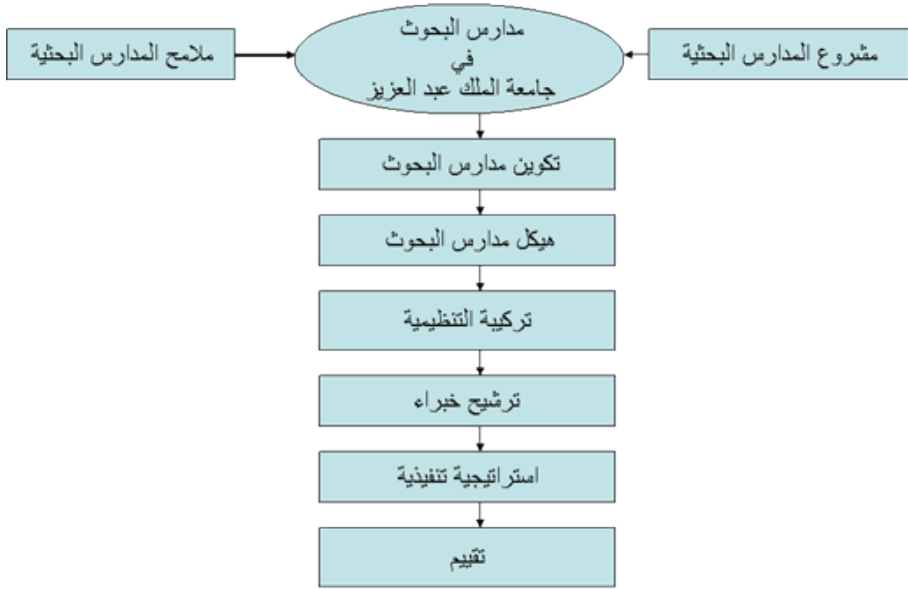 مدارس البحوث
في
جامعة الملك عبد العزيز
مشروع المدارس البحثية
ملامح المدارس البحثية
تكوين مدارس البحوث
هيكل مدارس البحوث
تركيبة التنظيمية
ترشيح خبراء
استراتيجية تنفيذية
تقييم